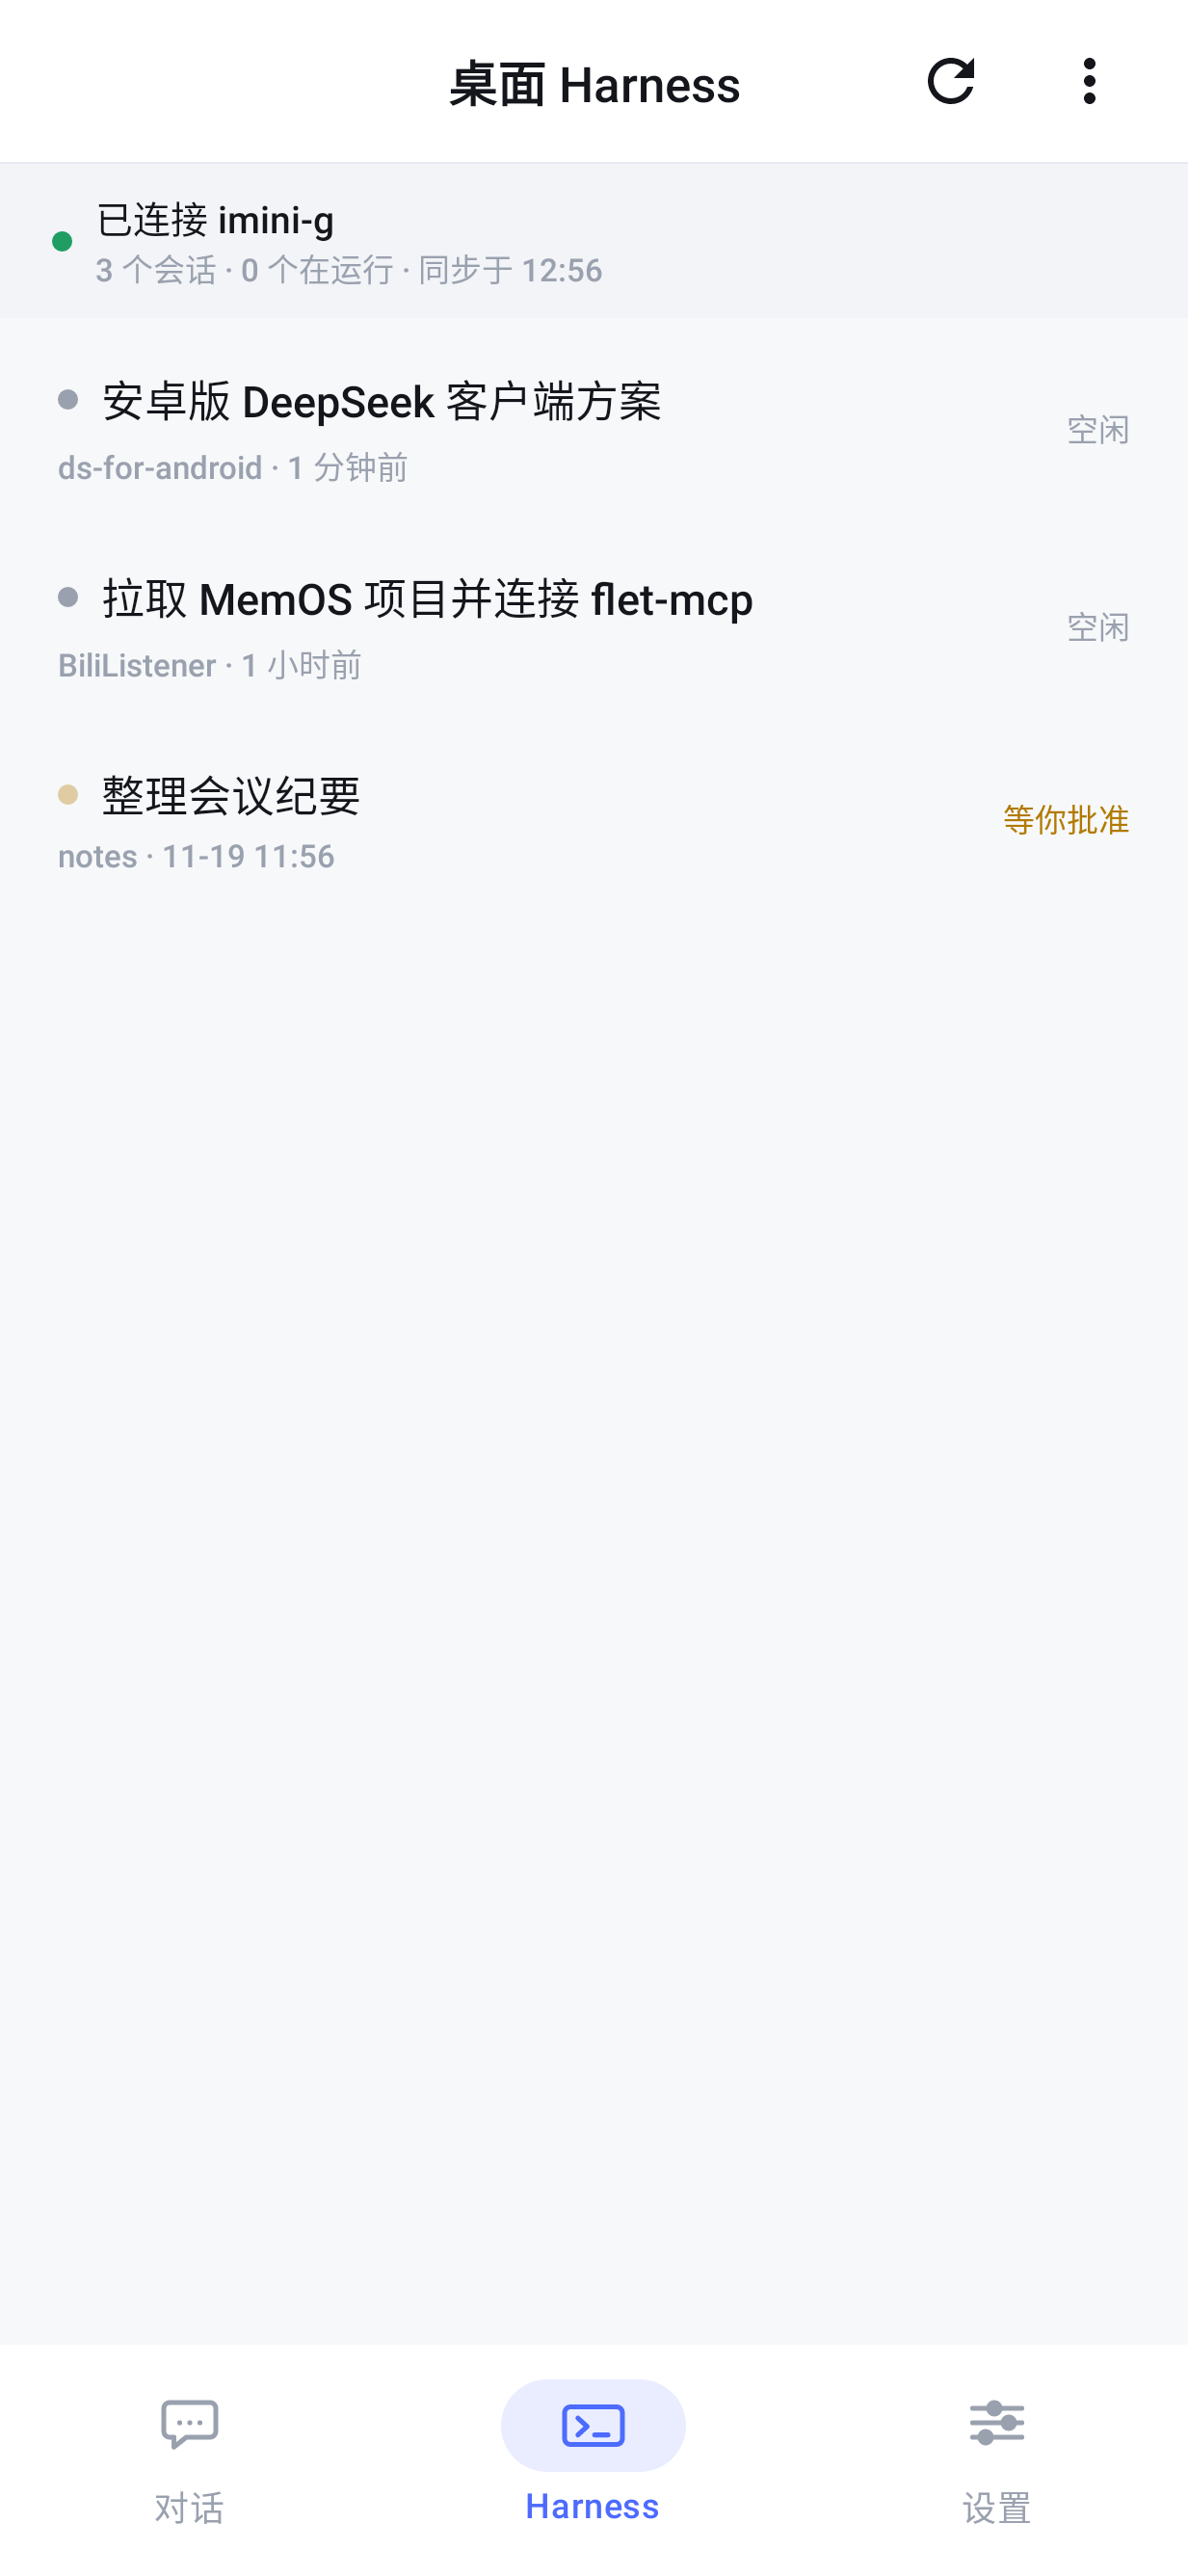 桌面 Harness
已连接 imini-g
3 个会话 · 0 个在运行 · 同步于 12:56
安卓版 DeepSeek 客户端方案
空闲
ds-for-android · 1 分钟前
拉取 MemOS 项目并连接 flet-mcp
空闲
BiliListener · 1 小时前
整理会议纪要
等你批准
notes · 11-19 11:56
对话
Harness
设置